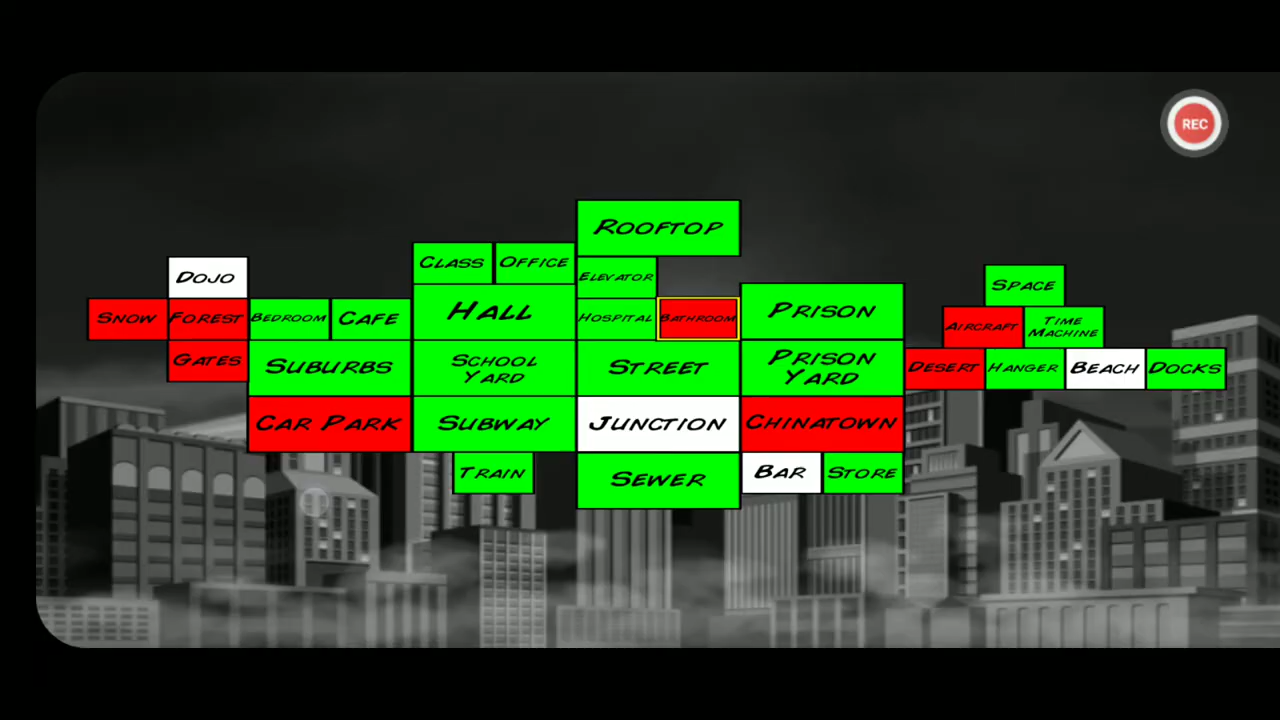 REC
ROOFTOP
CLASS
OFFICE
ELEVATOR
DOJO
SPACE
SNOW
FOREST
BEDROOM
CAFE
HALL
HOSPITAL
BATHROOM
PRISON
AIRCRAFT
TIME
MACHINE
GATES
SUBURBS
SCHOOL
YARD
STREET
PRISON
YARD
DESERT
HANGER
BEACH
DOCKS
CAR PARK
SUBWAY
JUNCTION
CHINATOWN
TRAIN
SEWER
BAR
STORE